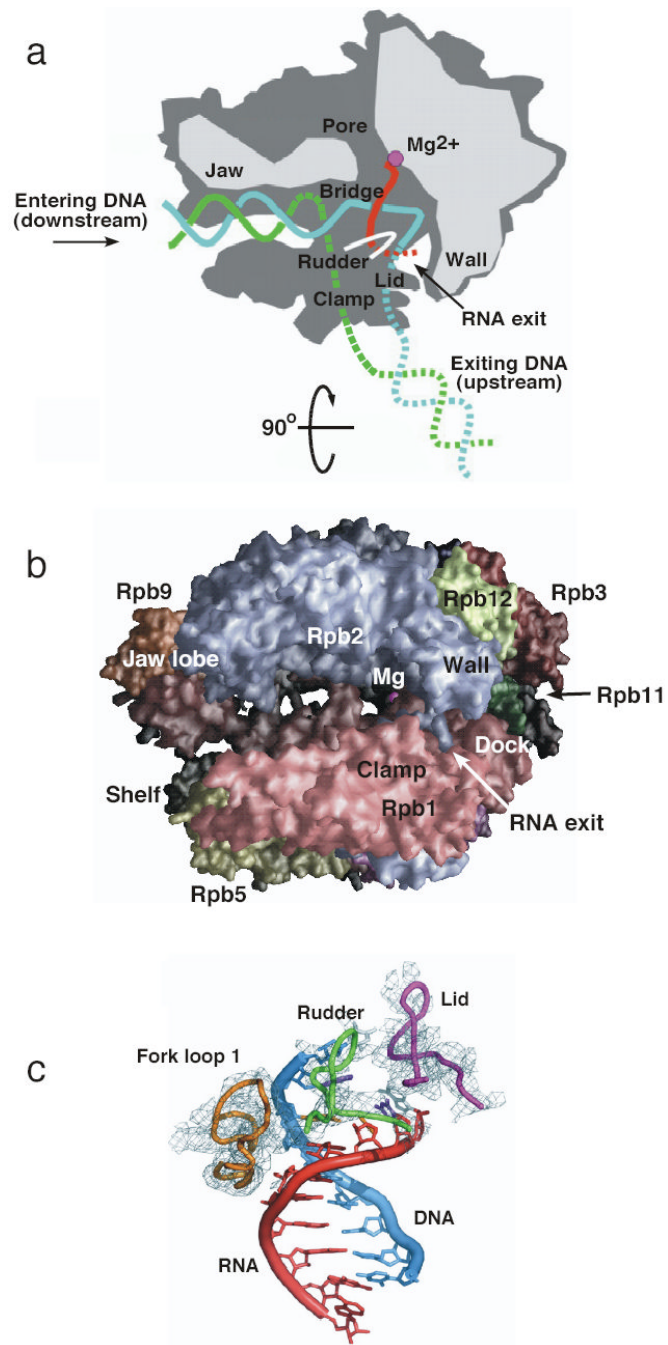 a
Pore
Mg2+
Jaw
Entering DNA
(downstream)
Bridge
Rudder
Wall
Lid
Clamp
RNA exit
Exiting DNA
(upstream)
90o
b
Rpb9
Rpb12
Rpb3
Rpb2
Jaw lobe
Wall
Mg
Rpb11
Dock
Clamp
Shelf
Rpb1
RNA exit
Rpb5
c
Lid
Rudder
Fork loop 1
DNA
RNA